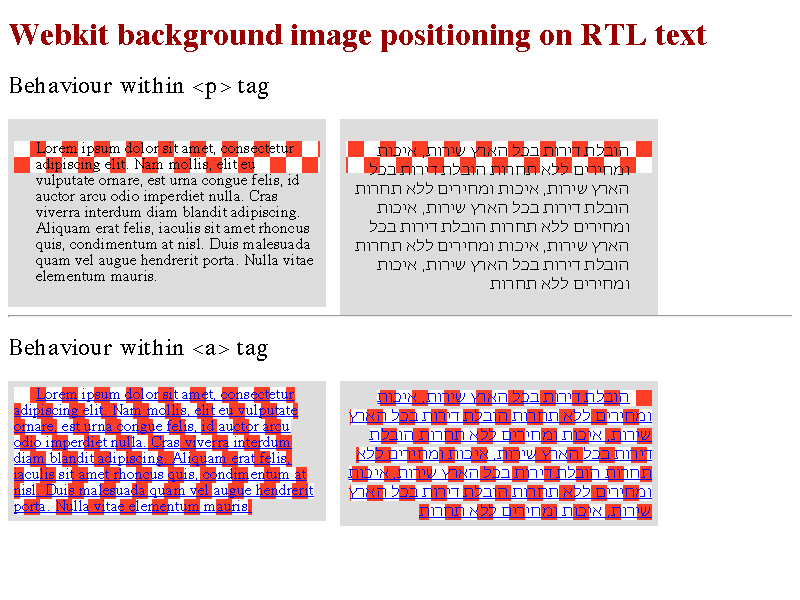 Webkit background image positioning on RTL text
Behaviour within <p> tag
Lorem ipsum dolor sit amet, consectetur
adipiscing elit. Nam mollis, elit eu
vulputate ornare, est urna congue felis, id
auctor arcu odio imperdiet nulla. Cras
viverra interdum diam blandit adipiscing.
Aliquam erat felis, iaculis sit amet rhoncus
quis, condimentum at nisl. Duis malesuada
quam vel augue hendrerit porta. Nulla vitae
elementum mauris.
הובלת דירות בכל הארץ שירות, איכות
ומחירים ללא תחרות הובלת דירות בכל
הארץ שירות, איכות ומחירים ללא תחרות
הובלת דירות בכל הארץ שירות, איכות
ומחירים ללא תחרות הובלת דירות בכל
הארץ שירות, איכות ומחירים ללא תחרות
הובלת דירות בכל הארץ שירות, איכות
ומחירים ללא תחרות
Behaviour within <a> tag
Lorem ipsum dolor sit amet, consectetur
adipiscing elit. Nam mollis, elit eu vulputate
ornare, est urna congue felis, id auctor arcu
odio imperdiet nulla. Cras viverra interdum
diam blandit adipiscing. Aliquam erat felis,
iaculis sit amet rhoncus quis, condimentum at
nisl. Duis malesuada quam vel augue hendrerit
porta. Nulla vitae elementum mauris.
הובלת דירות בכל הארץ שירות, איכות
ומחירים ללא תחרות הובלת דירות בכל הארץ
שירות, איכות ומחירים ללא תחרות הובלת
דירות בכל הארץ שירות, איכות ומחירים ללא
תחרות הובלת דירות בכל הארץ שירות, איכות
ומחירים ללא תחרות הובלת דירות בכל הארץ
שירות, איכות ומחירים ללא תחרות